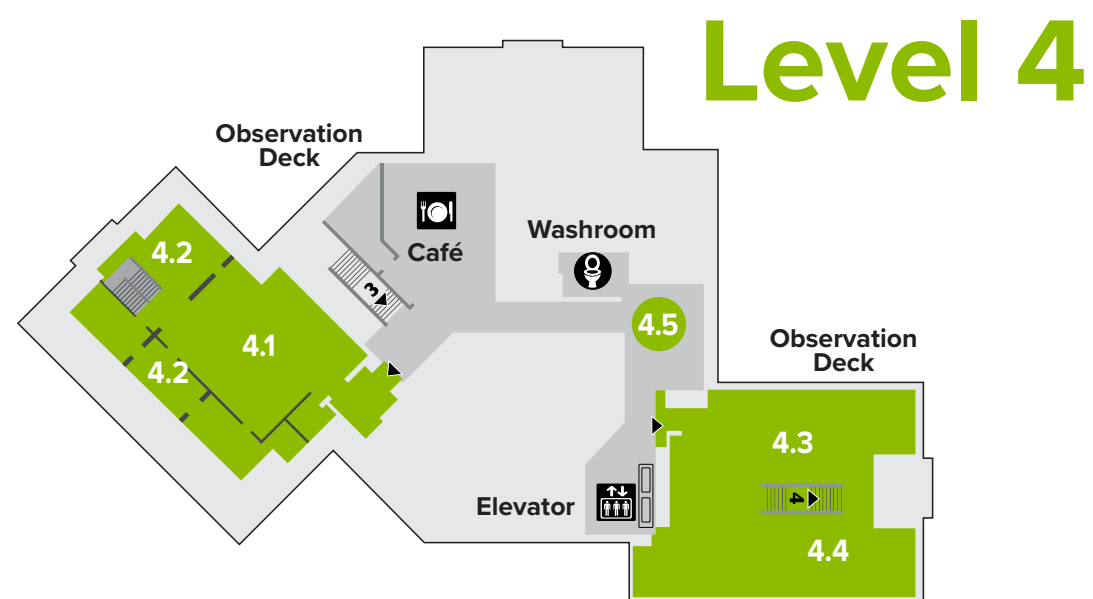 Level 4
Observation
Deck
4.2
Washroom
Café
3
4.5
4.1
Observation
Deck
4.2
4.3
4
Elevator
4.4